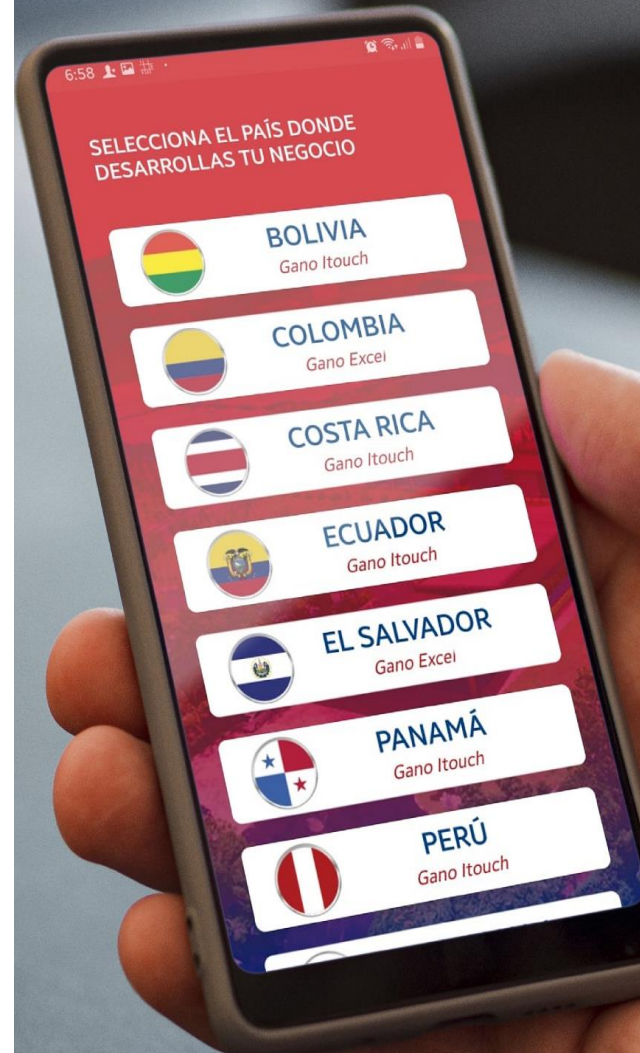 6:58
SELECCIONA EL PAÍS DONDE
DESARROLLAS TU NEGOCIO
BOLIVIA
Gano Itouch
COLOMBIA
Gano Excel
COSTA RICA
Gano Itouch
ECUADOR
Gano Itouch
EL SALVADOR
Gano Excel
PANAMÁ
Gano Itouch
PERÚ
Gano Itouch